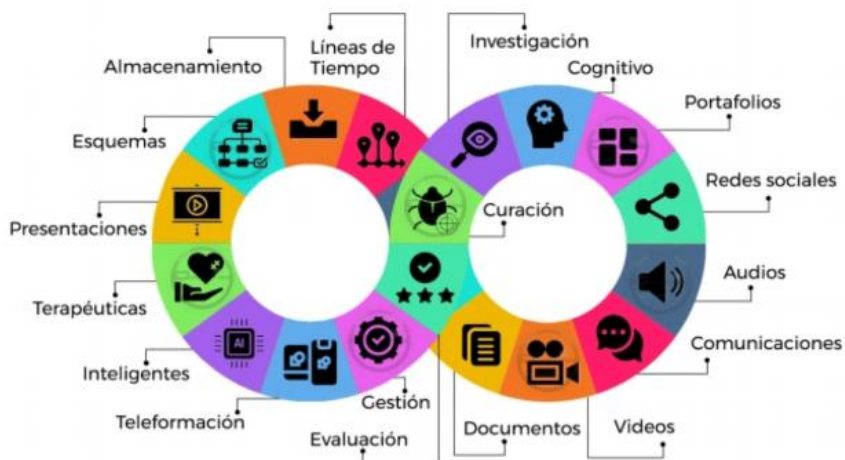 Líneas de
Tiempo
Investigación
Almacenamiento
Cognitivo
Portafolios
Esquemas
Redes sociales
Curación
Presentaciones
Audios
Terapéuticas
Comunicaciones
AI
Inteligentes
Gestión
Teleformación
Documentos
Videos
Evaluación